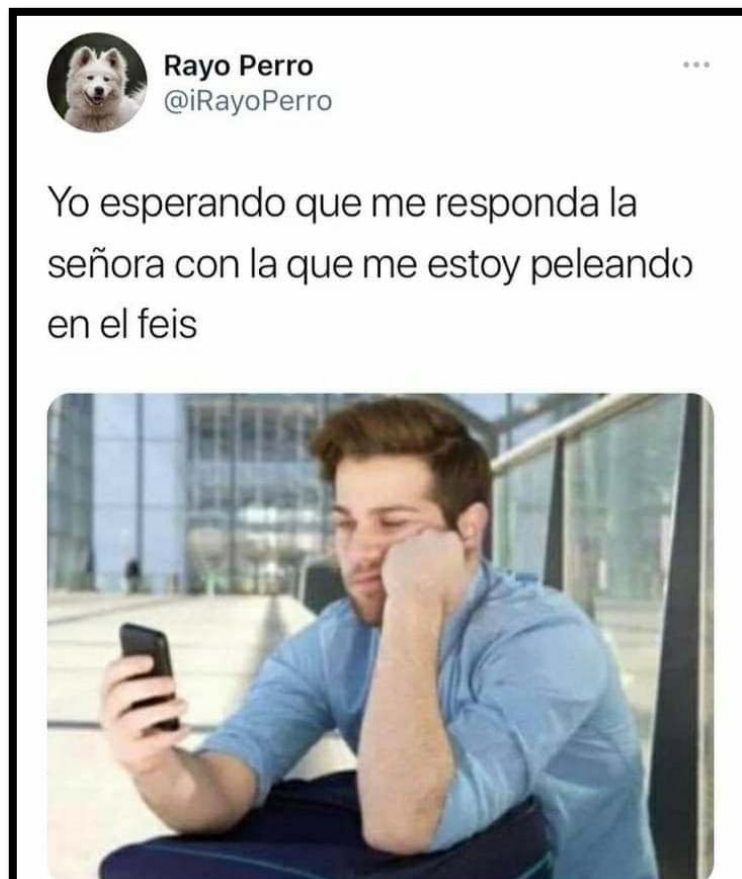 Rayo Perro
@iRayoPerro
Yo esperando que me responda la
señora con la que me estoy peleando
en el feis